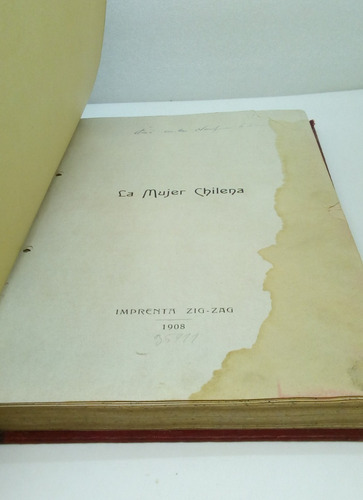 La Mujer Chilena
IMPRENTA ZIG-ZAG
1908